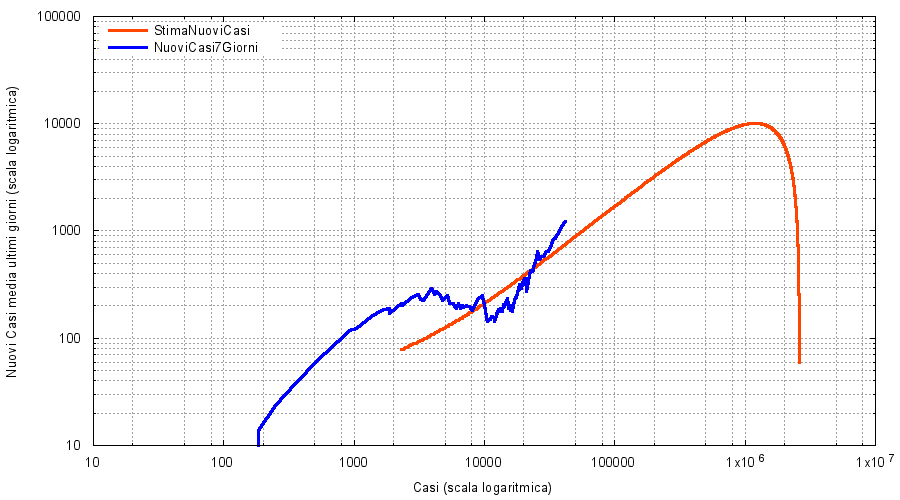 100000
StimaNuoviCasi
NuoviCasi7Giorni
10000
1000
100
10
Nuovi Casi media ultimi giorni (scala logaritmica)
10 100 1000 10000 100000 1x10 6 1x10 7
Casi (scala logaritmica)